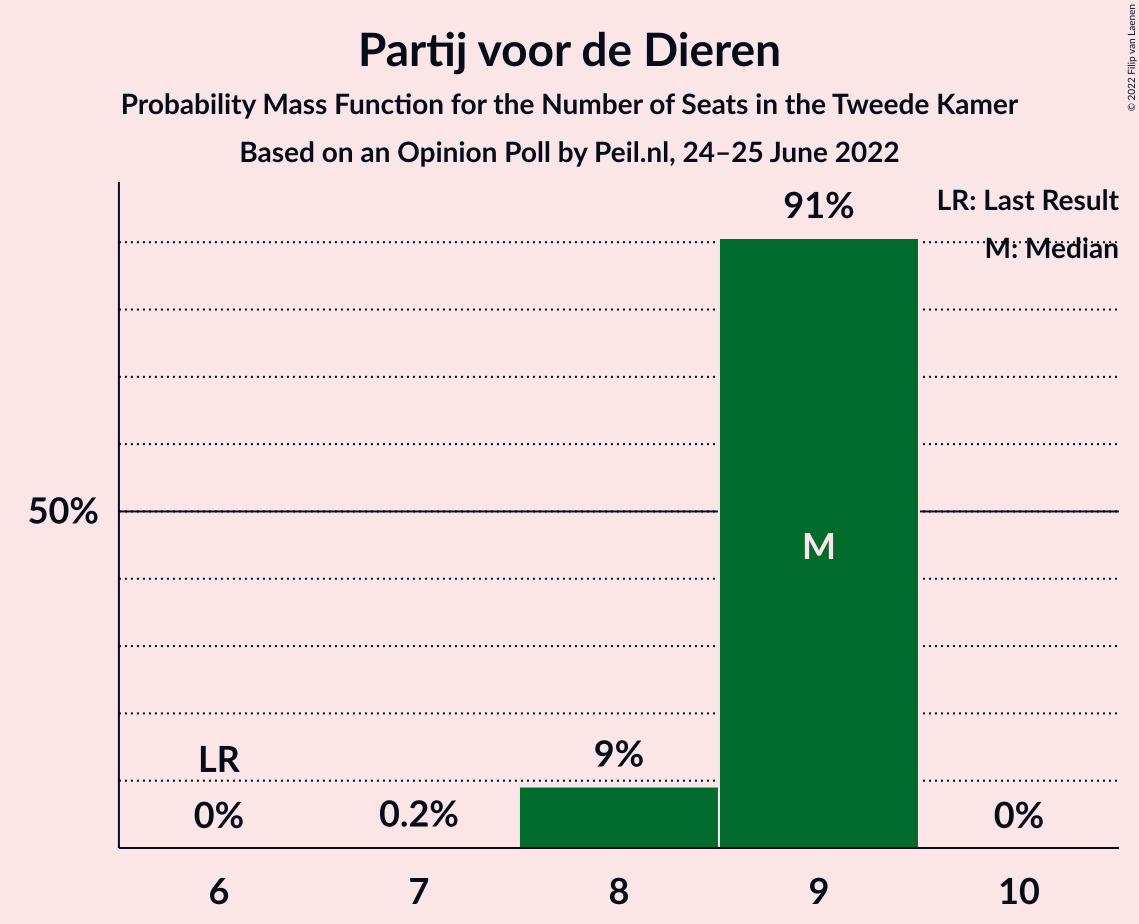 Partij voor de Dieren
Probability Mass Function for the Number of Seats in the Tweede Kamer
Based on an Opinion Poll by Peil.nl, 24–25 June 2022
© 2022 Filip van Laenen
LR: Last Result
M: Median
91%
50%
M
LR
9%
0%
0.2%
0%
6
7
8
9
10